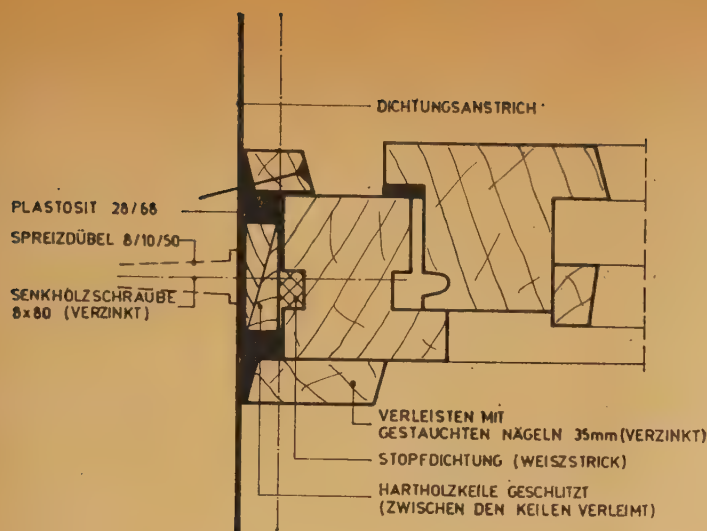 DICHTUNGSANSTRICH
PLASTOSIT 28/68
SPREIZDÜBEL 8/10/50
SENKHOLZSCHRAUBE
8x80 (VERZINKT)
VERLEISTEN MIT
GESTAUCHTEN NÄGELN 35mm (VERZINKT)
STOPFDICHTUNG (WEISZSTRICK)
HARTHOLZKEILE GESCHLITZT
(ZWISCHEN DEN KEILEN VERLEIMT)